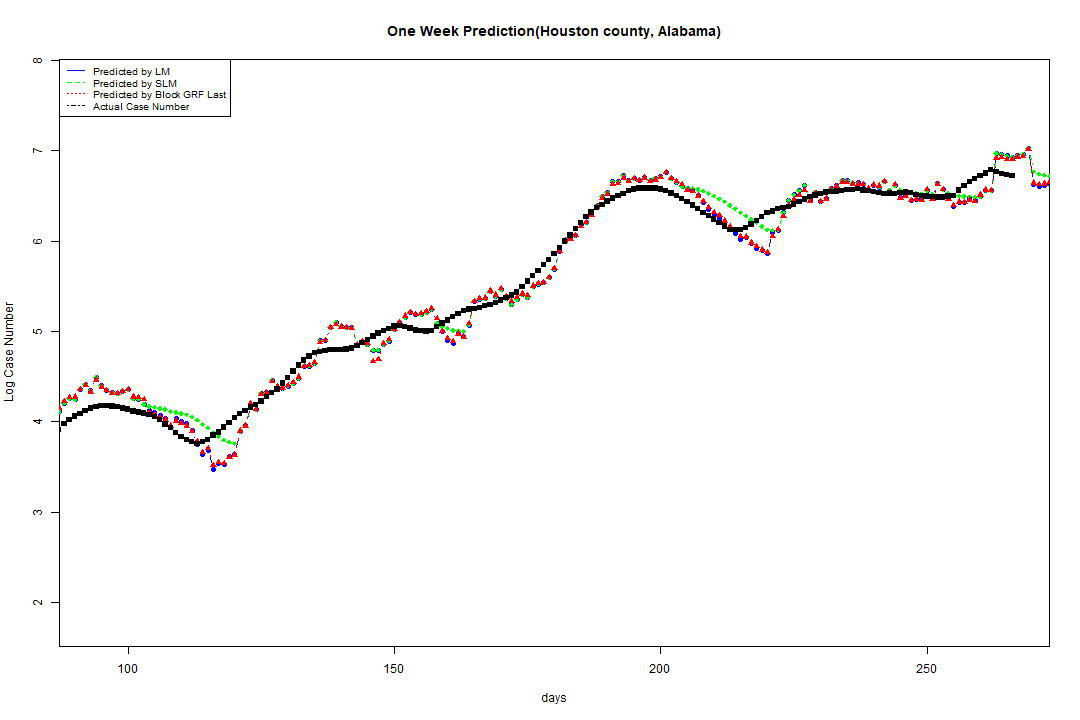 One Week Prediction(Houston county, Alabama)
Predicted by LM
Predicted by SLM
Predicted by Block GRF Last
Actual Case Number
8
7
6
5
4
3
2
Log Case Number
100 150 200 250
days